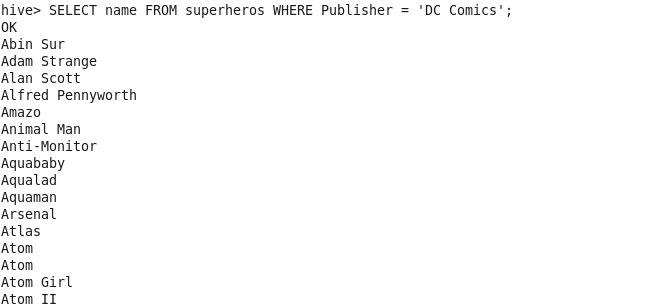 hive> SELECT name FROM superheros WHERE Publisher = 'DC Comics';
OK
Abin Sur
Adam Strange
Alan Scott
Alfred Pennyworth
Amazo
Animal Man
Anti-Monitor
Aquababy
Aqualad
Aquaman
Arsenal
Atlas
Atom
Atom
Atom Girl
Atom II